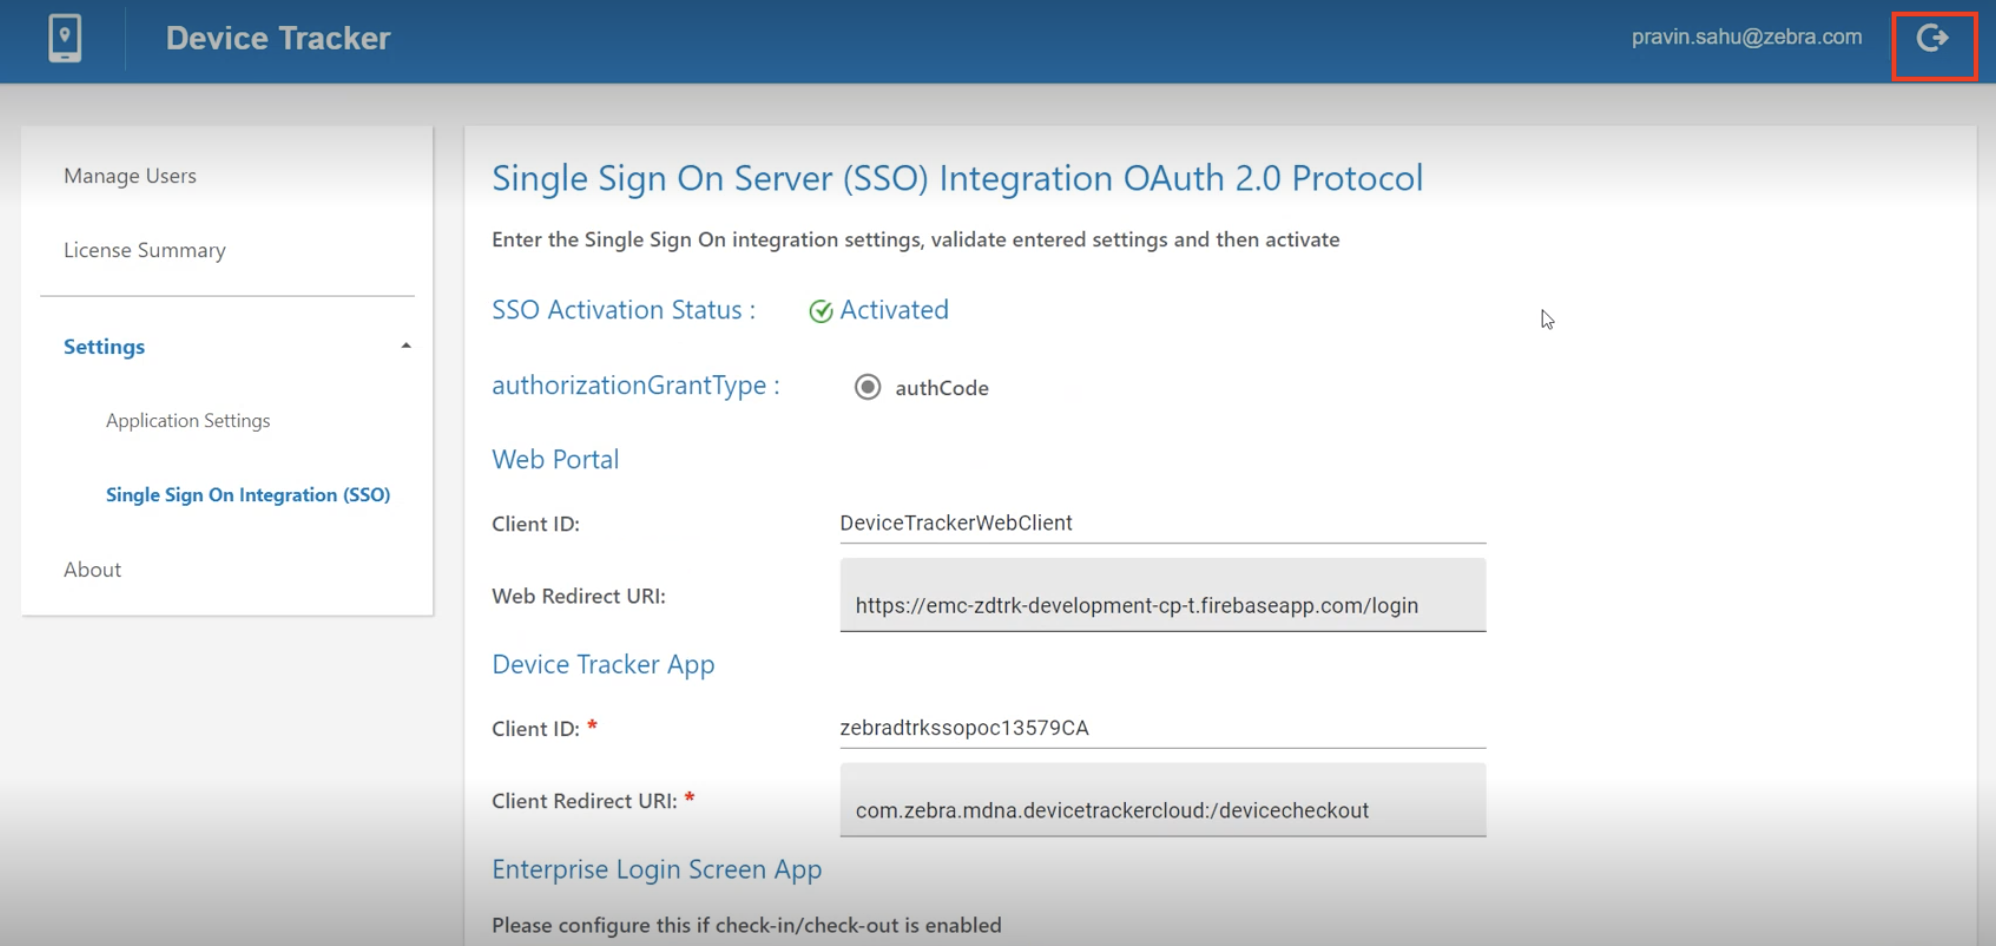 Device Tracker
pravin.sahu@zebra.com
Manage Users
License Summary
Settings
Application Settings
Single Sign On Integration (SSO)
About
Single Sign On Server (SSO) Integration OAuth 2.0 Protocol
Enter the Single Sign On integration settings, validate entered settings and then activate
SSO Activation Status : Activated
authorizationGrantType : authCode
Web Portal
Client ID: DeviceTrackerWebClient
Web Redirect URI: https://emc-zdtrk-development-cp-t.firebaseapp.com/login
Device Tracker App
Client ID: * zebradtrkssopoc13579CA
Client Redirect URI: * com.zebra.mdna.devicetrackercloud:/devicecheckout
Enterprise Login Screen App
Please configure this if check-in/check-out is enabled